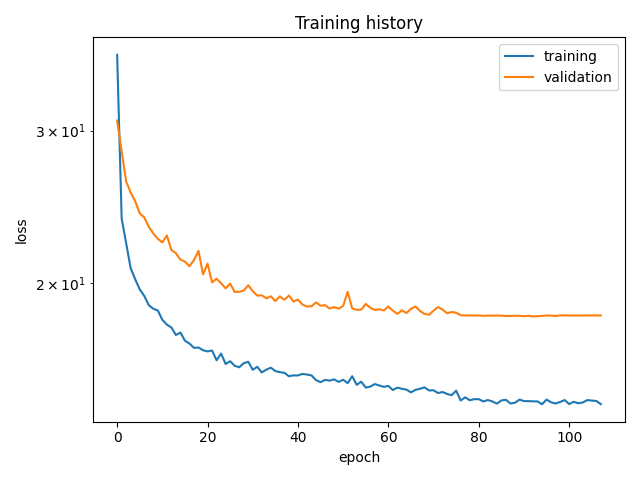 Training history
training
validation
3 × 10¹
2 × 10¹
loss
0 20 40 60 80 100
epoch